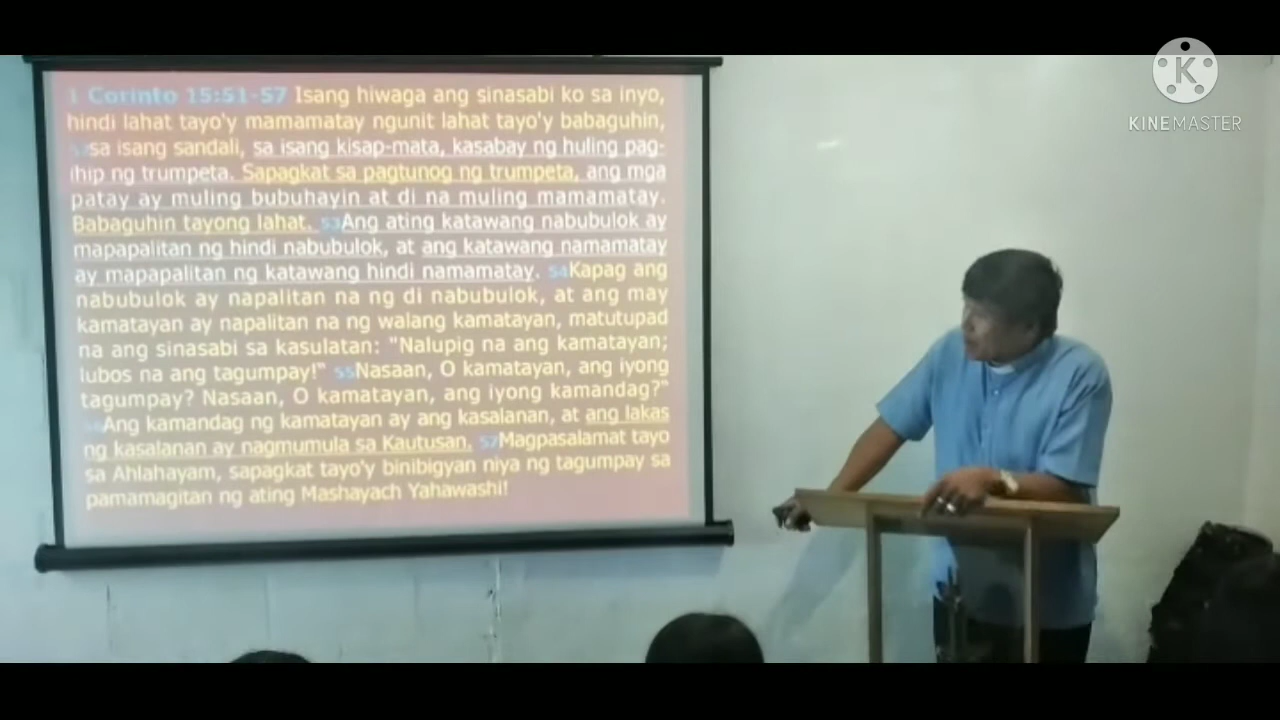 1 Corinto 15:51-57 Isang hiwaga ang sinasabi ko sa inyo,
hindi lahat tayo'y mamamatay ngunit lahat tayo'y babaguhin,
52sa isang sandali, sa isang kisap-mata, kasabay ng huling pag-
ihip ng trumpeta. Sapagkat sa pagtunog ng trumpeta, ang mga
patay ay muling bubuhayin at di na muling mamamatay.
Babaguhin tayong lahat. 53Ang ating katawang nabubulok ay
mapapalitan ng hindi nabubulok, at ang katawang namamatay
ay mapapalitan ng katawang hindi namamatay. 54Kapag ang
nabubulok ay napalitan na ng di nabubulok, at ang may
kamatayan ay napalitan na ng walang kamatayan, matutupad
na ang sinasabi sa kasulatan: "Nalupig na ang kamatayan;
lubos na ang tagumpay!" 55Nasaan, O kamatayan, ang iyong
tagumpay? Nasaan, O kamatayan, ang iyong kamandag?"
56Ang kamandag ng kamatayan ay ang kasalanan, at ang lakas
ng kasalanan ay nagmumula sa Kautusan. 57Magpasalamat tayo
sa Ahlahayam, sapagkat tayo'y binibigyan niya ng tagumpay sa
pamamagitan ng ating Mashayach Yahawashi!
K
KINEMASTER